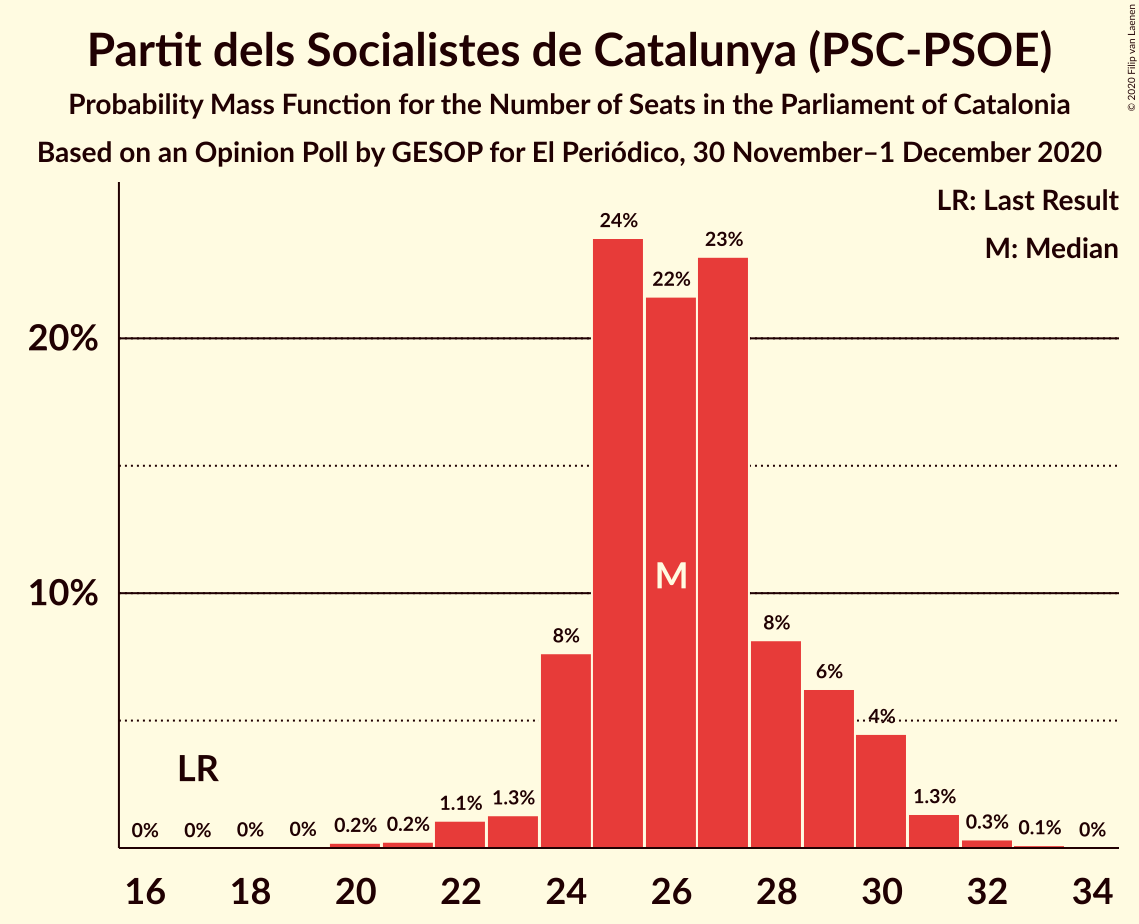 Partit dels Socialistes de Catalunya (PSC-PSOE)
Probability Mass Function for the Number of Seats in the Parliament of Catalonia
Based on an Opinion Poll by GESOP for El Periódico, 30 November–1 December 2020
© 2020 Filip van Laenen
LR: Last Result
M: Median
24%
23%
22%
20%
M
10%
8%
8%
6%
4%
LR
0%
0%
0%
0%
0.2%
0.2%
1.1%
1.3%
1.3%
0.3%
0.1%
0%
16 18 20 22 24 26 28 30 32 34